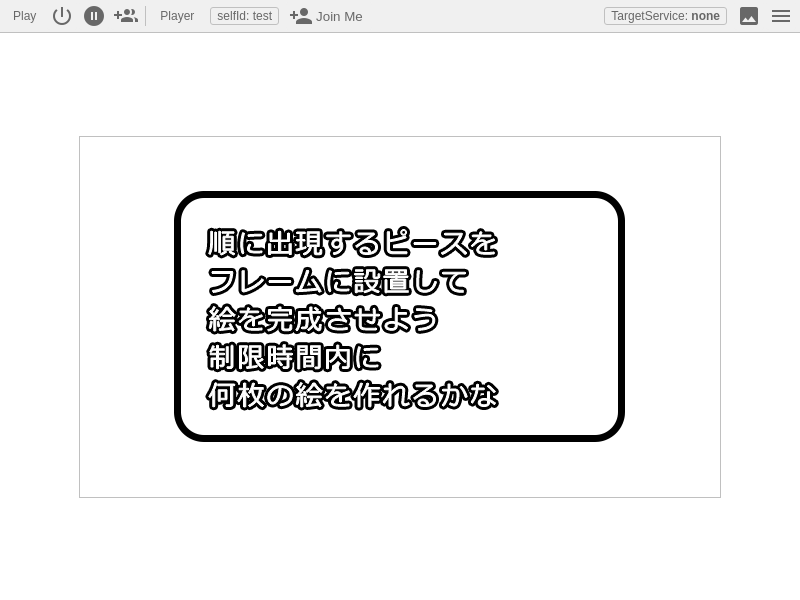 Play Player selfId: test Join Me TargetService: none
順に出現するピースを
フレームに設置して
絵を完成させよう
制限時間内に
何枚の絵を作れるかな